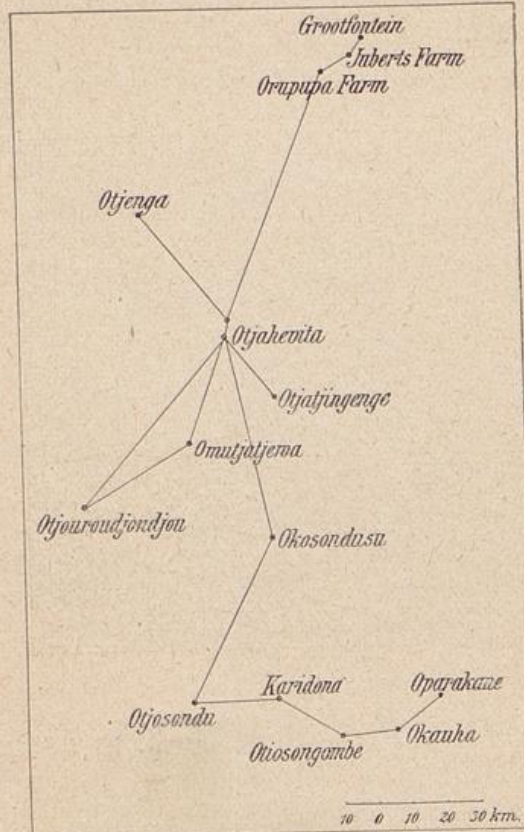 Grootfontein
Juberts Farm
Orupupa Farm
Otjenga
Otjahevita
Otjatjingenge
Omutjatjewa
Otjouroudjondjou
Okosondusu
Karidona
Oparakane
Otjosondu
Okauha
Otiosongombe
10 0 10 20 30 km.